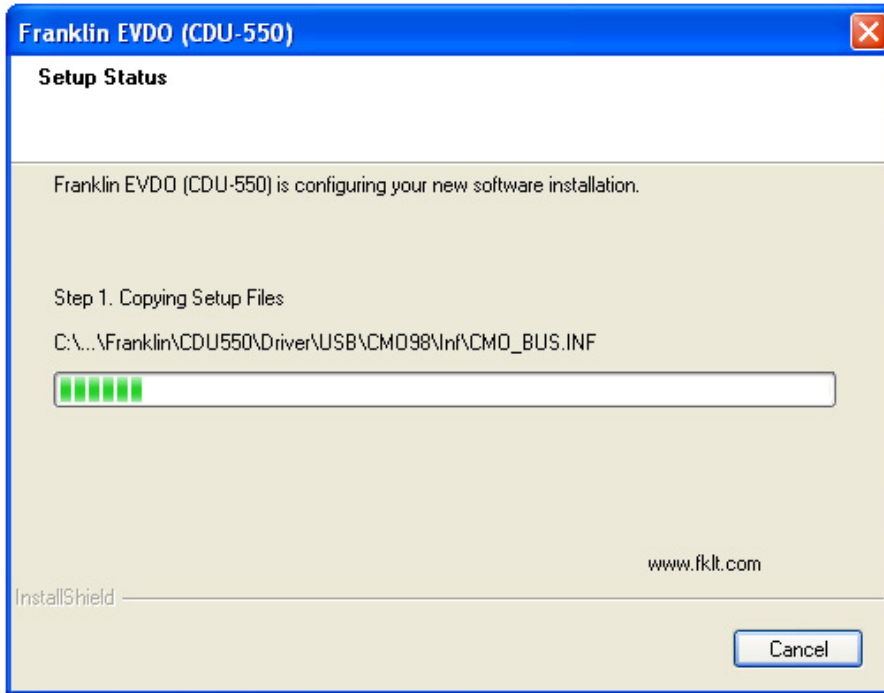 Franklin EVDO (CDU-550)
Setup Status
Franklin EVDO (CDU-550) is configuring your new software installation.
Step 1. Copying Setup Files
C:\...\Franklin\CDU550\Driver\USB\CMO98\Inf\CMO_BUS.INF
www.fklt.com
InstallShield
Cancel